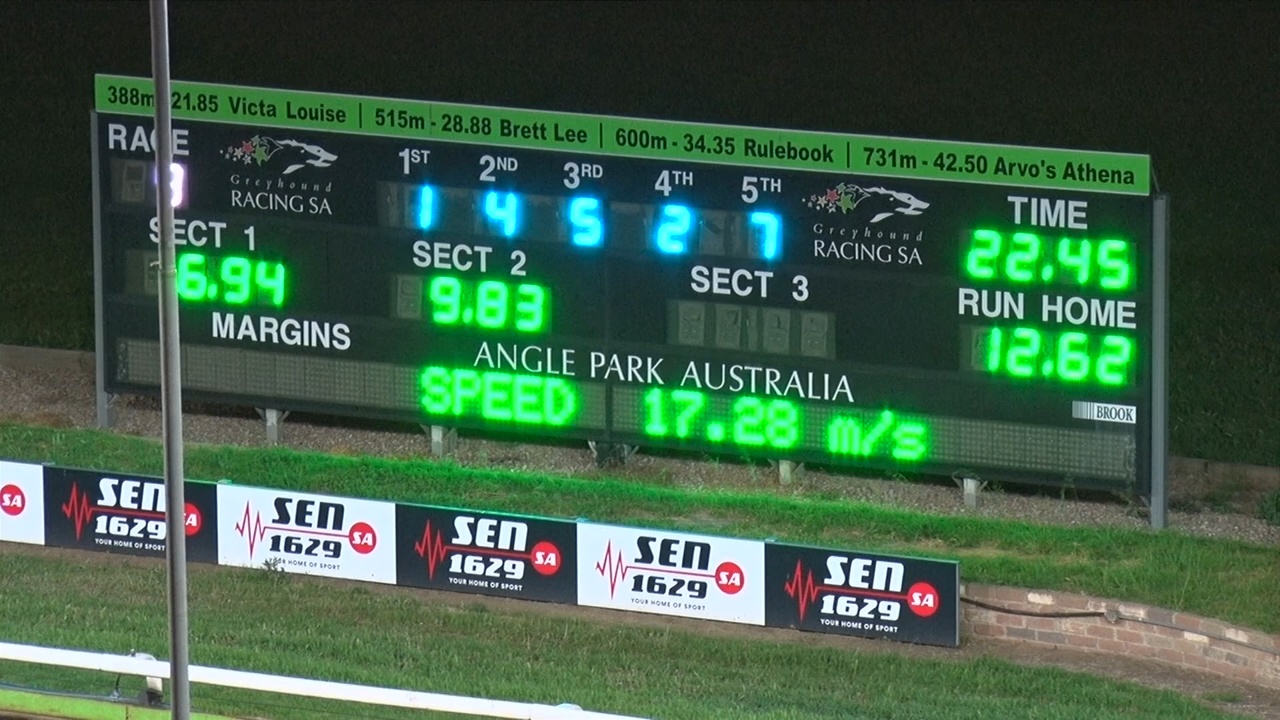 388m 21.85 Victa Louise | 515m - 28.88 Brett Lee | 600m - 34.35 Rulebook | 731m - 42.50 Arvo's Athena
RACE
Greyhound
RACING SA
1ST 2ND 3RD 4TH 5TH
1 4 5 2 7
Greyhound
RACING SA
TIME
22.45
SECT 1
6.94
SECT 2
9.83
SECT 3
RUN HOME
12.62
MARGINS
ANGLE PARK AUSTRALIA
SPEED 17.28 m/s
BROOK
SA
SEN
1629 SA
YOUR HOME OF SPORT
SEN
1629 SA
YOUR HOME OF SPORT
SEN
1629 SA
YOUR HOME OF SPORT
SEN
1629 SA
YOUR HOME OF SPORT
SEN
1629 SA
YOUR HOME OF SPORT